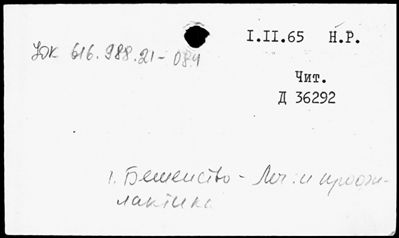 I.II.65 Н.Р.
УДК 616.988.21-084
Чит.
Д 36292
1. Бешенство - Леч. и профи-
лактика